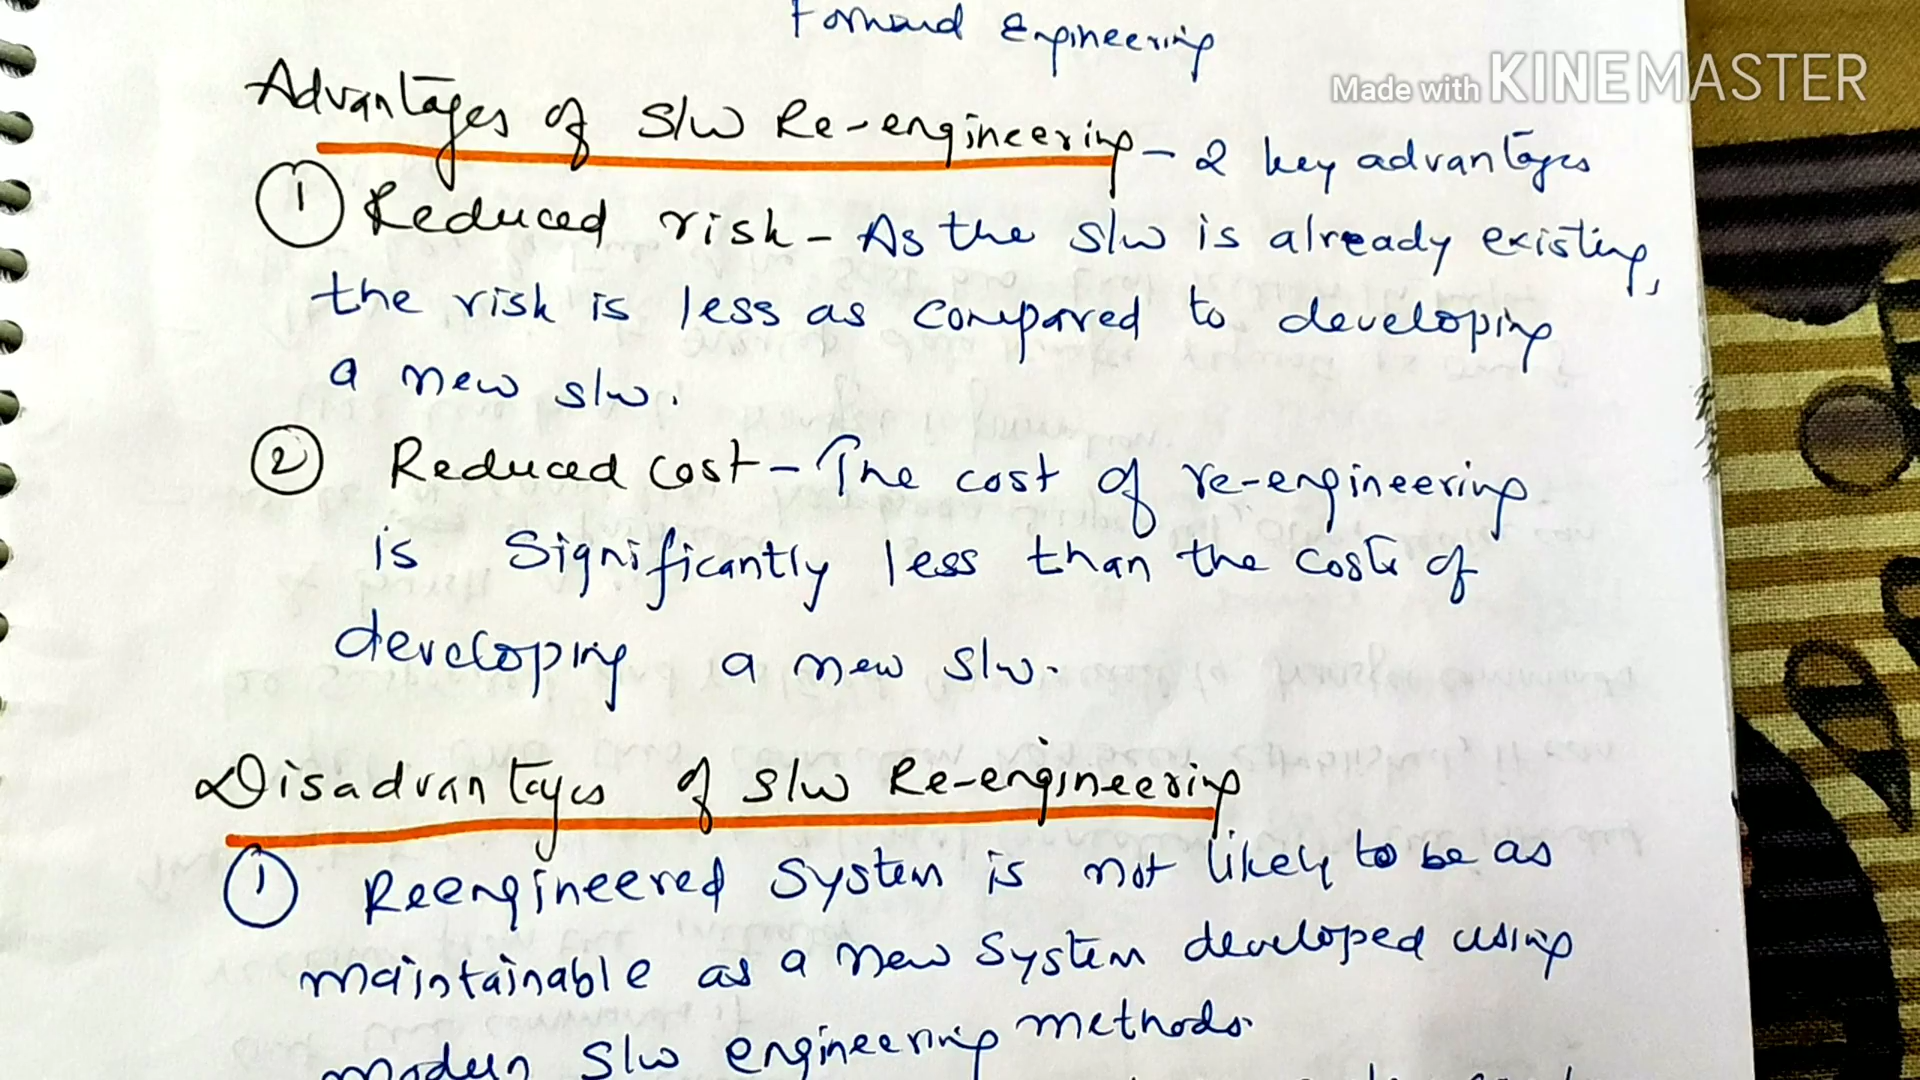 Forward Engineering
Made with KINEMASTER
Advantages of S/W Re-engineering - 2 key advantages
① Reduced risk - As the s/w is already existing,
the risk is less as compared to developing
a new s/w.
② Reduced cost - The cost of re-engineering
is significantly less than the costs of
developing a new s/w.
Disadvantages of S/W Re-engineering
① Reengineered System is not likely to be as
maintainable as a new system developed using
modern S/w engineering methods.